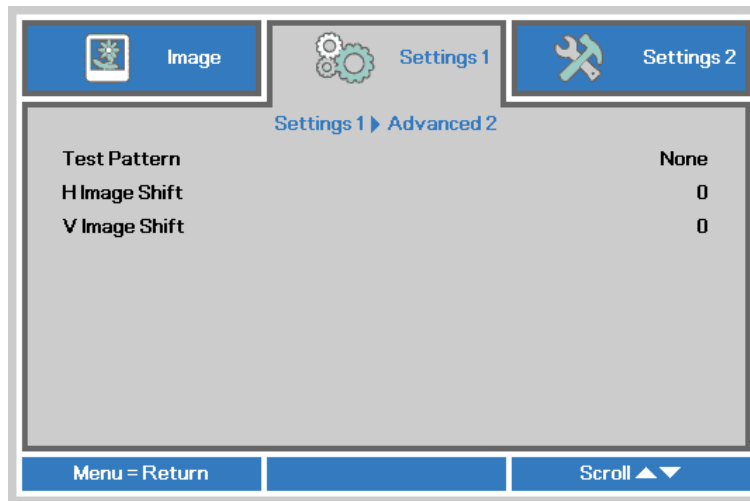 Image
Settings 1
Settings 2
Settings 1 ▶ Advanced 2
Test Pattern None
H Image Shift 0
V Image Shift 0
Menu = Return
Scroll ▲▼